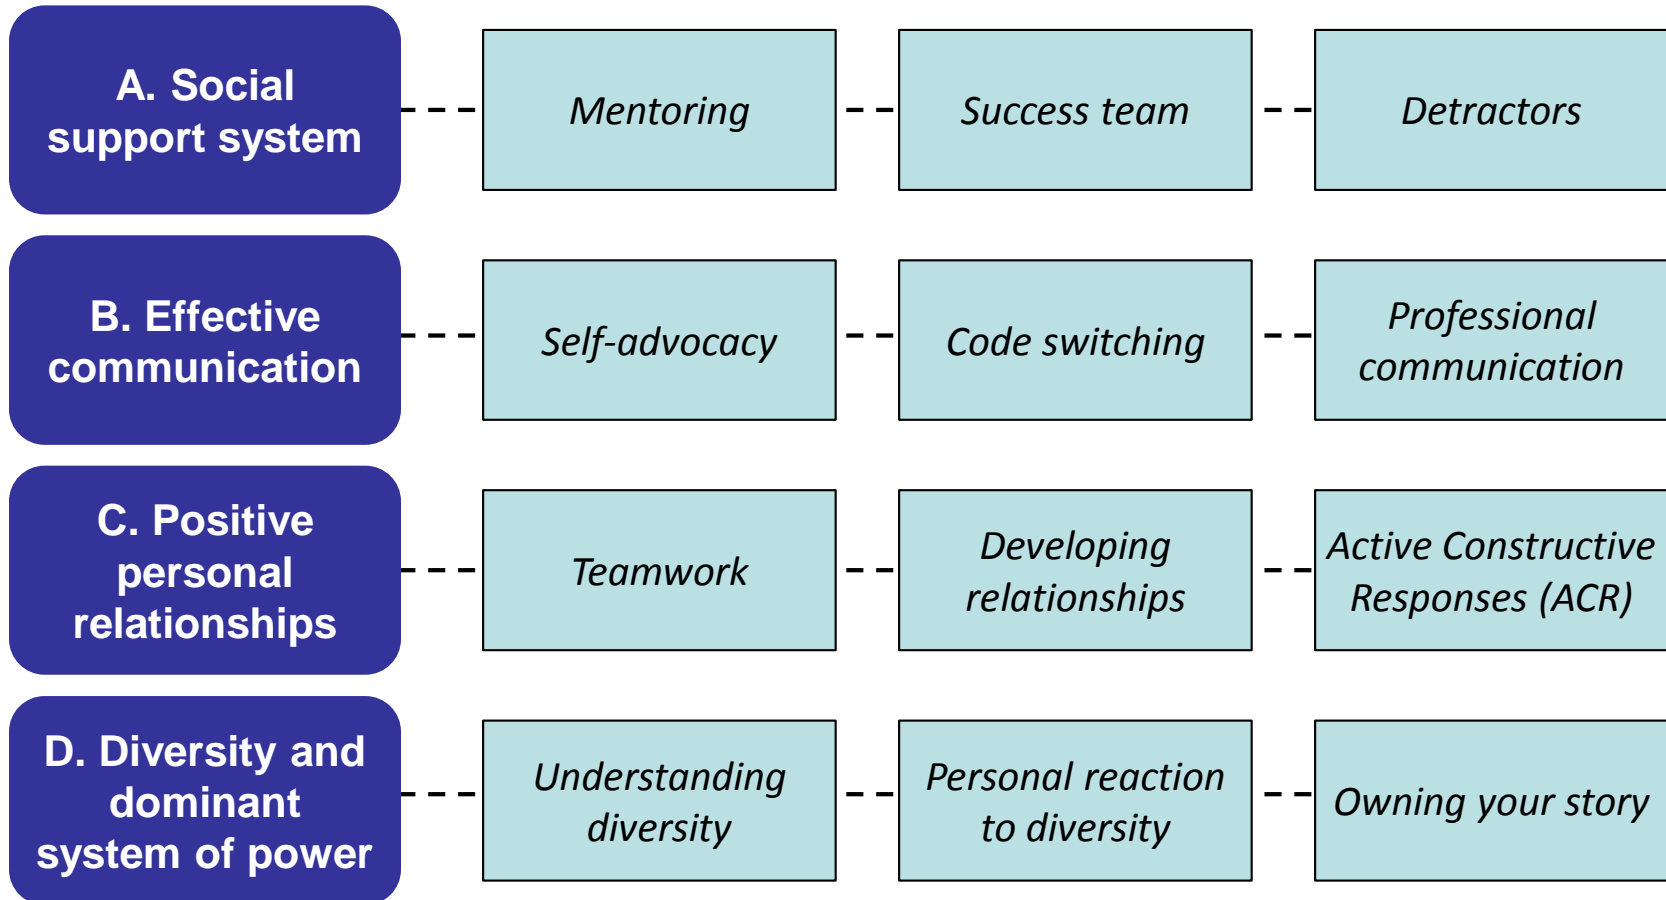 A. Social
support system
Mentoring
Success team
Detractors
B. Effective
communication
Self-advocacy
Code switching
Professional
communication
C. Positive
personal
relationships
Teamwork
Developing
relationships
Active Constructive
Responses (ACR)
D. Diversity and
dominant
system of power
Understanding
diversity
Personal reaction
to diversity
Owning your story